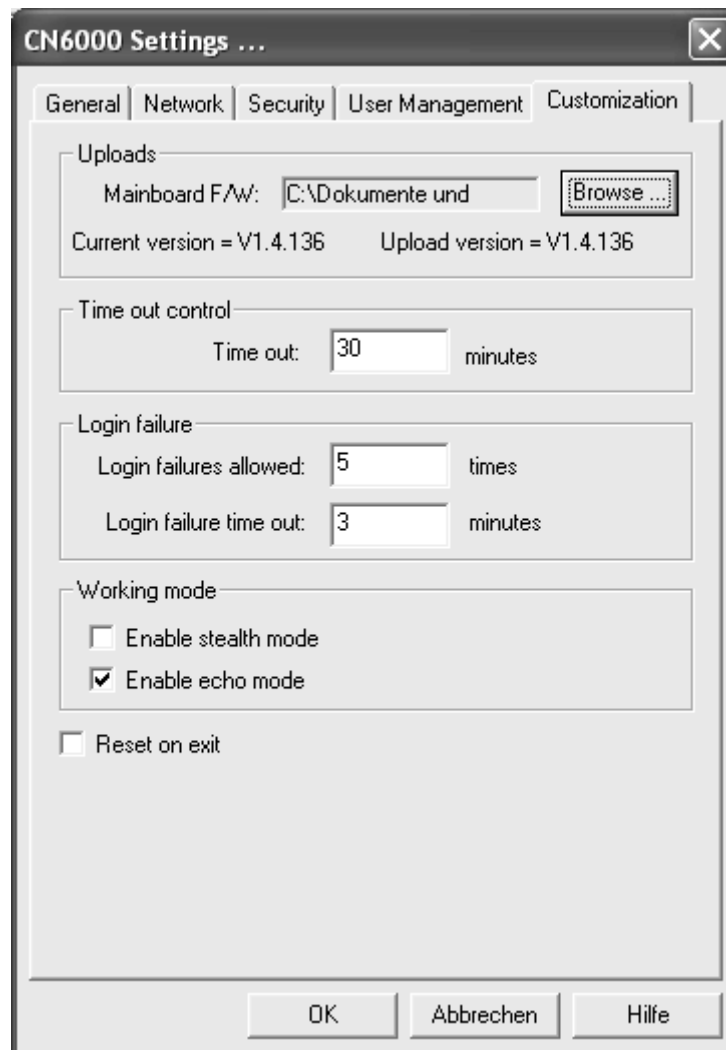 CN6000 Settings ...
General Network Security User Management Customization
Uploads
Mainboard F/W: C:\Dokumente und Browse ...
Current version = V1.4.136 Upload version = V1.4.136
Time out control
Time out: 30 minutes
Login failure
Login failures allowed: 5 times
Login failure time out: 3 minutes
Working mode
Enable stealth mode
Enable echo mode
Reset on exit
OK Abbrechen Hilfe